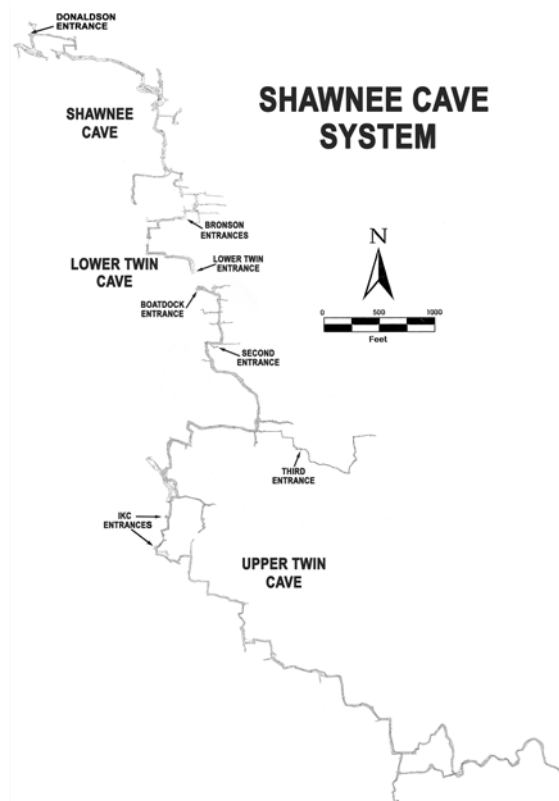 DONALDSON
ENTRANCE
SHAWNEE CAVE
SYSTEM
SHAWNEE
CAVE
BRONSON
ENTRANCES
N
LOWER TWIN
ENTRANCE
LOWER TWIN
CAVE
BOATDOCK
ENTRANCE
0 500 1000
Feet
SECOND
ENTRANCE
THIRD
ENTRANCE
IKC
ENTRANCES
UPPER TWIN
CAVE